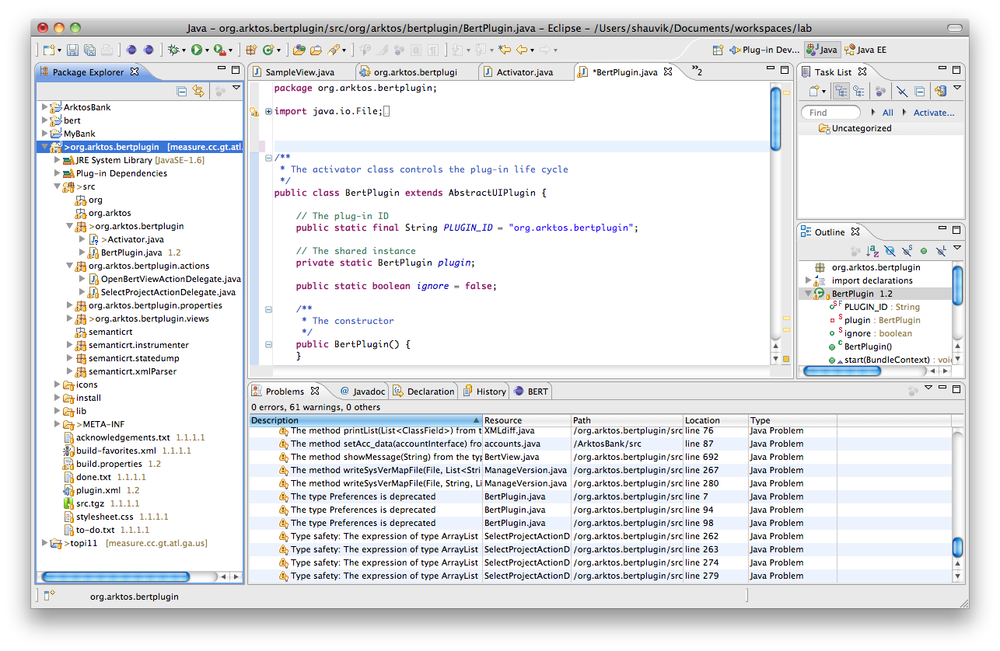 Java – org.arktos.bertplugin/src/org/arktos/bertplugin/BertPlugin.java – Eclipse – /Users/shauvik/Documents/workspaces/lab
Plug-in Dev... Java Java EE
Package Explorer
ArktosBank
bert
MyBank
>org.arktos.bertplugin [measure.cc.gt.atl.
JRE System Library [JavaSE-1.6]
Plug-in Dependencies
>src
org
org.arktos
>org.arktos.bertplugin
>Activator.java
BertPlugin.java 1.2
org.arktos.bertplugin.actions
OpenBertViewActionDelegate.java
SelectProjectActionDelegate.java
org.arktos.bertplugin.properties
>org.arktos.bertplugin.views
semanticrt
semanticrt.instrumenter
semanticrt.statedump
semanticrt.xmlParser
icons
install
lib
>META-INF
acknowledgements.txt 1.1.1.1
build-favorites.xml 1.1.1.1
build.properties 1.2
done.txt 1.1.1.1
plugin.xml 1.2
src.tgz 1.1.1.1
stylesheet.css 1.1.1.1
to-do.txt 1.1.1.1
>topi11 [measure.cc.gt.atl.ga.us]
SampleView.java org.arktos.bertplugi Activator.java *BertPlugin.java »2
package org.arktos.bertplugin;
import java.io.File;
/**
* The activator class controls the plug-in life cycle
*/
public class BertPlugin extends AbstractUIPlugin {
// The plug-in ID
public static final String PLUGIN_ID = "org.arktos.bertplugin";
// The shared instance
private static BertPlugin plugin;
public static boolean ignore = false;
/**
* The constructor
*/
public BertPlugin() {
}
Task List
Find All Activate...
Uncategorized
Outline
org.arktos.bertplugin
import declarations
BertPlugin 1.2
PLUGIN_ID : String
plugin : BertPlugin
ignore : boolean
BertPlugin()
start(BundleContext) : void
Problems Javadoc Declaration History BERT
0 errors, 61 warnings, 0 others
Description Resource Path Location Type
The method printList(List<ClassField>) from t XMLdiff.java /org.arktos.bertplugin/src line 76 Java Problem
The method setAcc_data(accountInterface) fro accounts.java /ArktosBank/src line 87 Java Problem
The method showMessage(String) from the typ BertView.java /org.arktos.bertplugin/src line 692 Java Problem
The method writeSysVerMapFile(File, List<Stri ManageVersion.java /org.arktos.bertplugin/src line 267 Java Problem
The method writeSysVerMapFile(File, String, Li ManageVersion.java /org.arktos.bertplugin/src line 280 Java Problem
The type Preferences is deprecated BertPlugin.java /org.arktos.bertplugin/src line 7 Java Problem
The type Preferences is deprecated BertPlugin.java /org.arktos.bertplugin/src line 94 Java Problem
The type Preferences is deprecated BertPlugin.java /org.arktos.bertplugin/src line 98 Java Problem
Type safety: The expression of type ArrayList SelectProjectActionD /org.arktos.bertplugin/src line 262 Java Problem
Type safety: The expression of type ArrayList SelectProjectActionD /org.arktos.bertplugin/src line 263 Java Problem
Type safety: The expression of type ArrayList SelectProjectActionD /org.arktos.bertplugin/src line 274 Java Problem
Type safety: The expression of type ArrayList SelectProjectActionD /org.arktos.bertplugin/src line 279 Java Problem
org.arktos.bertplugin